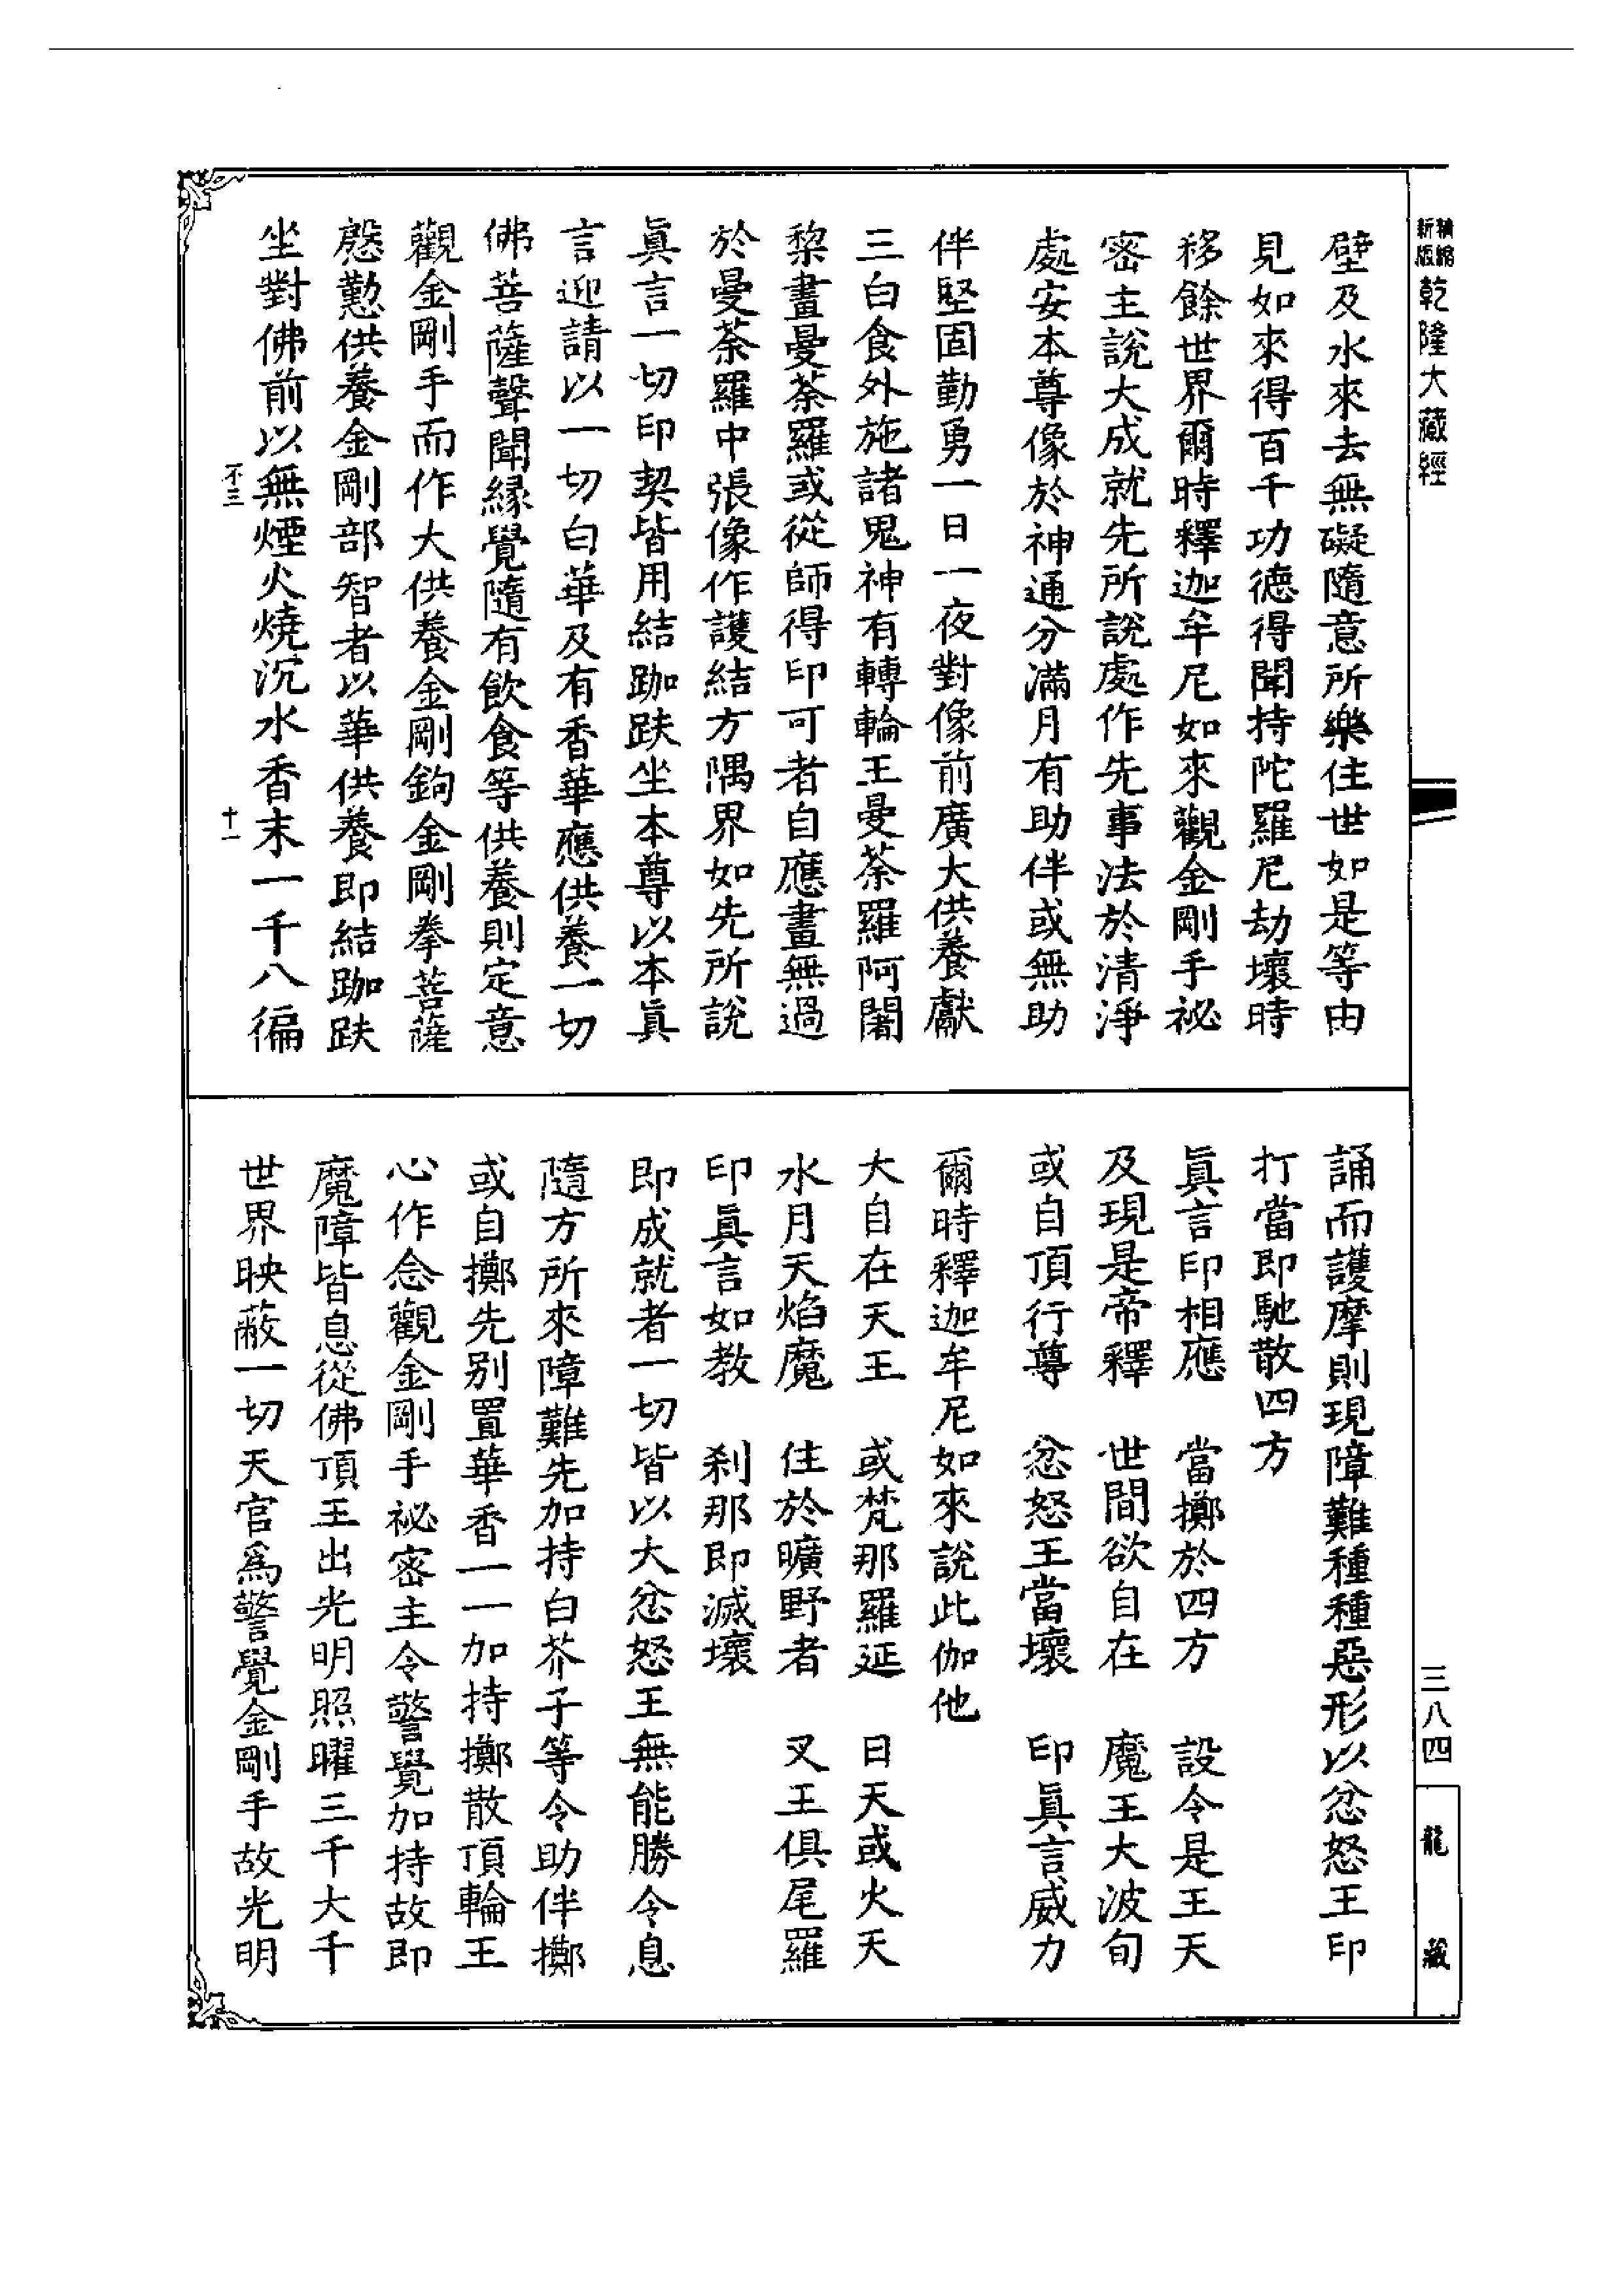 精縮新版乾隆大藏經
壁及水來去無礙隨意所樂住世如是等由
見如來得百千功德得聞持陀羅尼劫壞時
移餘世界爾時釋迦牟尼如來觀金剛手祕
密主說大成就先所說處作先事法於清淨
處安本尊像於神通分滿月有助伴或無助
伴堅固勤勇一日一夜對像前廣大供養獻
三白食外施諸鬼神有轉輪王曼荼羅阿闍
黎畫曼荼羅或從師得印可者自應畫無過
於曼荼羅中張像作護結方隅界如先所說
眞言一切印契皆用結跏趺坐本尊以本眞
言迎請以一切白華及有香華應供養一切
佛菩薩聲聞緣覺隨有飲食等供養則定意
觀金剛手而作大供養金剛鉤金剛拳菩薩
慇懃供養金剛部智者以華供養即結跏趺
坐對佛前以無煙火燒沉水香末一千八徧
不三
十一
誦而護摩則現障難種種惡形以忿怒王印
打當即馳散四方
眞言印相應 當擲於四方 設令是王天
及現是帝釋 世間欲自在 魔王大波旬
或自頂行尊 忿怒王當壞 印眞言威力
爾時釋迦牟尼如來說此伽他
大自在天王 或梵那羅延 日天或火天
水月天焰魔 住於曠野者 叉王俱尾羅
印眞言如教 刹那即滅壞
即成就者一切皆以大忿怒王無能勝令息
隨方所來障難先加持白芥子等令助伴擲
或自擲先別置華香一一加持擲散頂輪王
心作念觀金剛手祕密主令警覺加持故即
魔障皆息從佛頂王出光明照曜三千大千
世界映蔽一切天官爲警覺金剛手故光明
三八四
龍藏